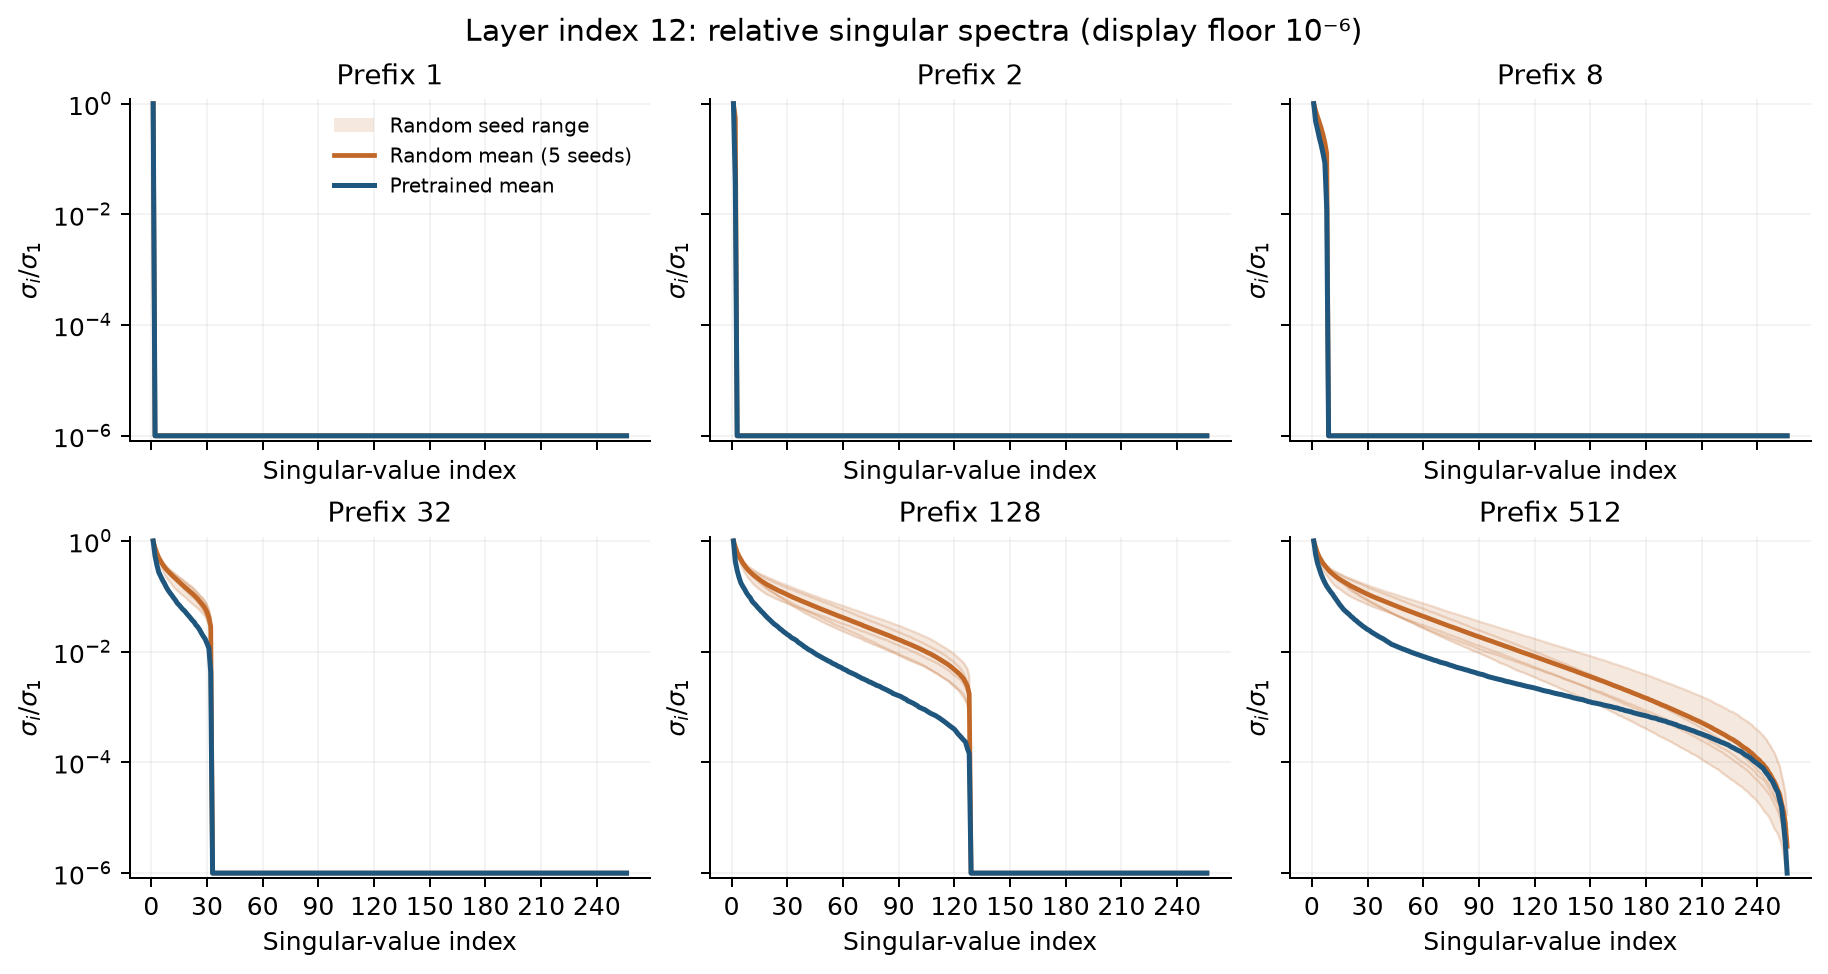 Layer index 12: relative singular spectra (display floor 10⁻⁶)
Prefix 1
Prefix 2
Prefix 8
10⁰
10⁻²
10⁻⁴
10⁻⁶
σᵢ/σ₁
Random seed range
Random mean (5 seeds)
Pretrained mean
σᵢ/σ₁
σᵢ/σ₁
Singular-value index
Singular-value index
Singular-value index
Prefix 32
Prefix 128
Prefix 512
10⁰
10⁻²
10⁻⁴
10⁻⁶
σᵢ/σ₁
σᵢ/σ₁
σᵢ/σ₁
0 30 60 90 120 150 180 210 240
0 30 60 90 120 150 180 210 240
0 30 60 90 120 150 180 210 240
Singular-value index
Singular-value index
Singular-value index